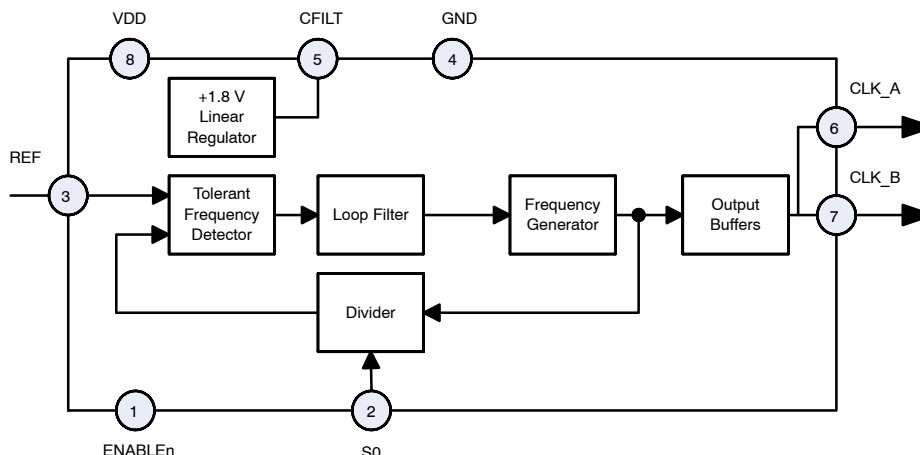 VDD
CFILT
GND
8
5
4
+1.8 V
Linear
Regulator
CLK_A
6
REF
3
Tolerant
Frequency
Detector
Loop Filter
Frequency
Generator
Output
Buffers
CLK_B
7
Divider
1
2
ENABLEn
S0